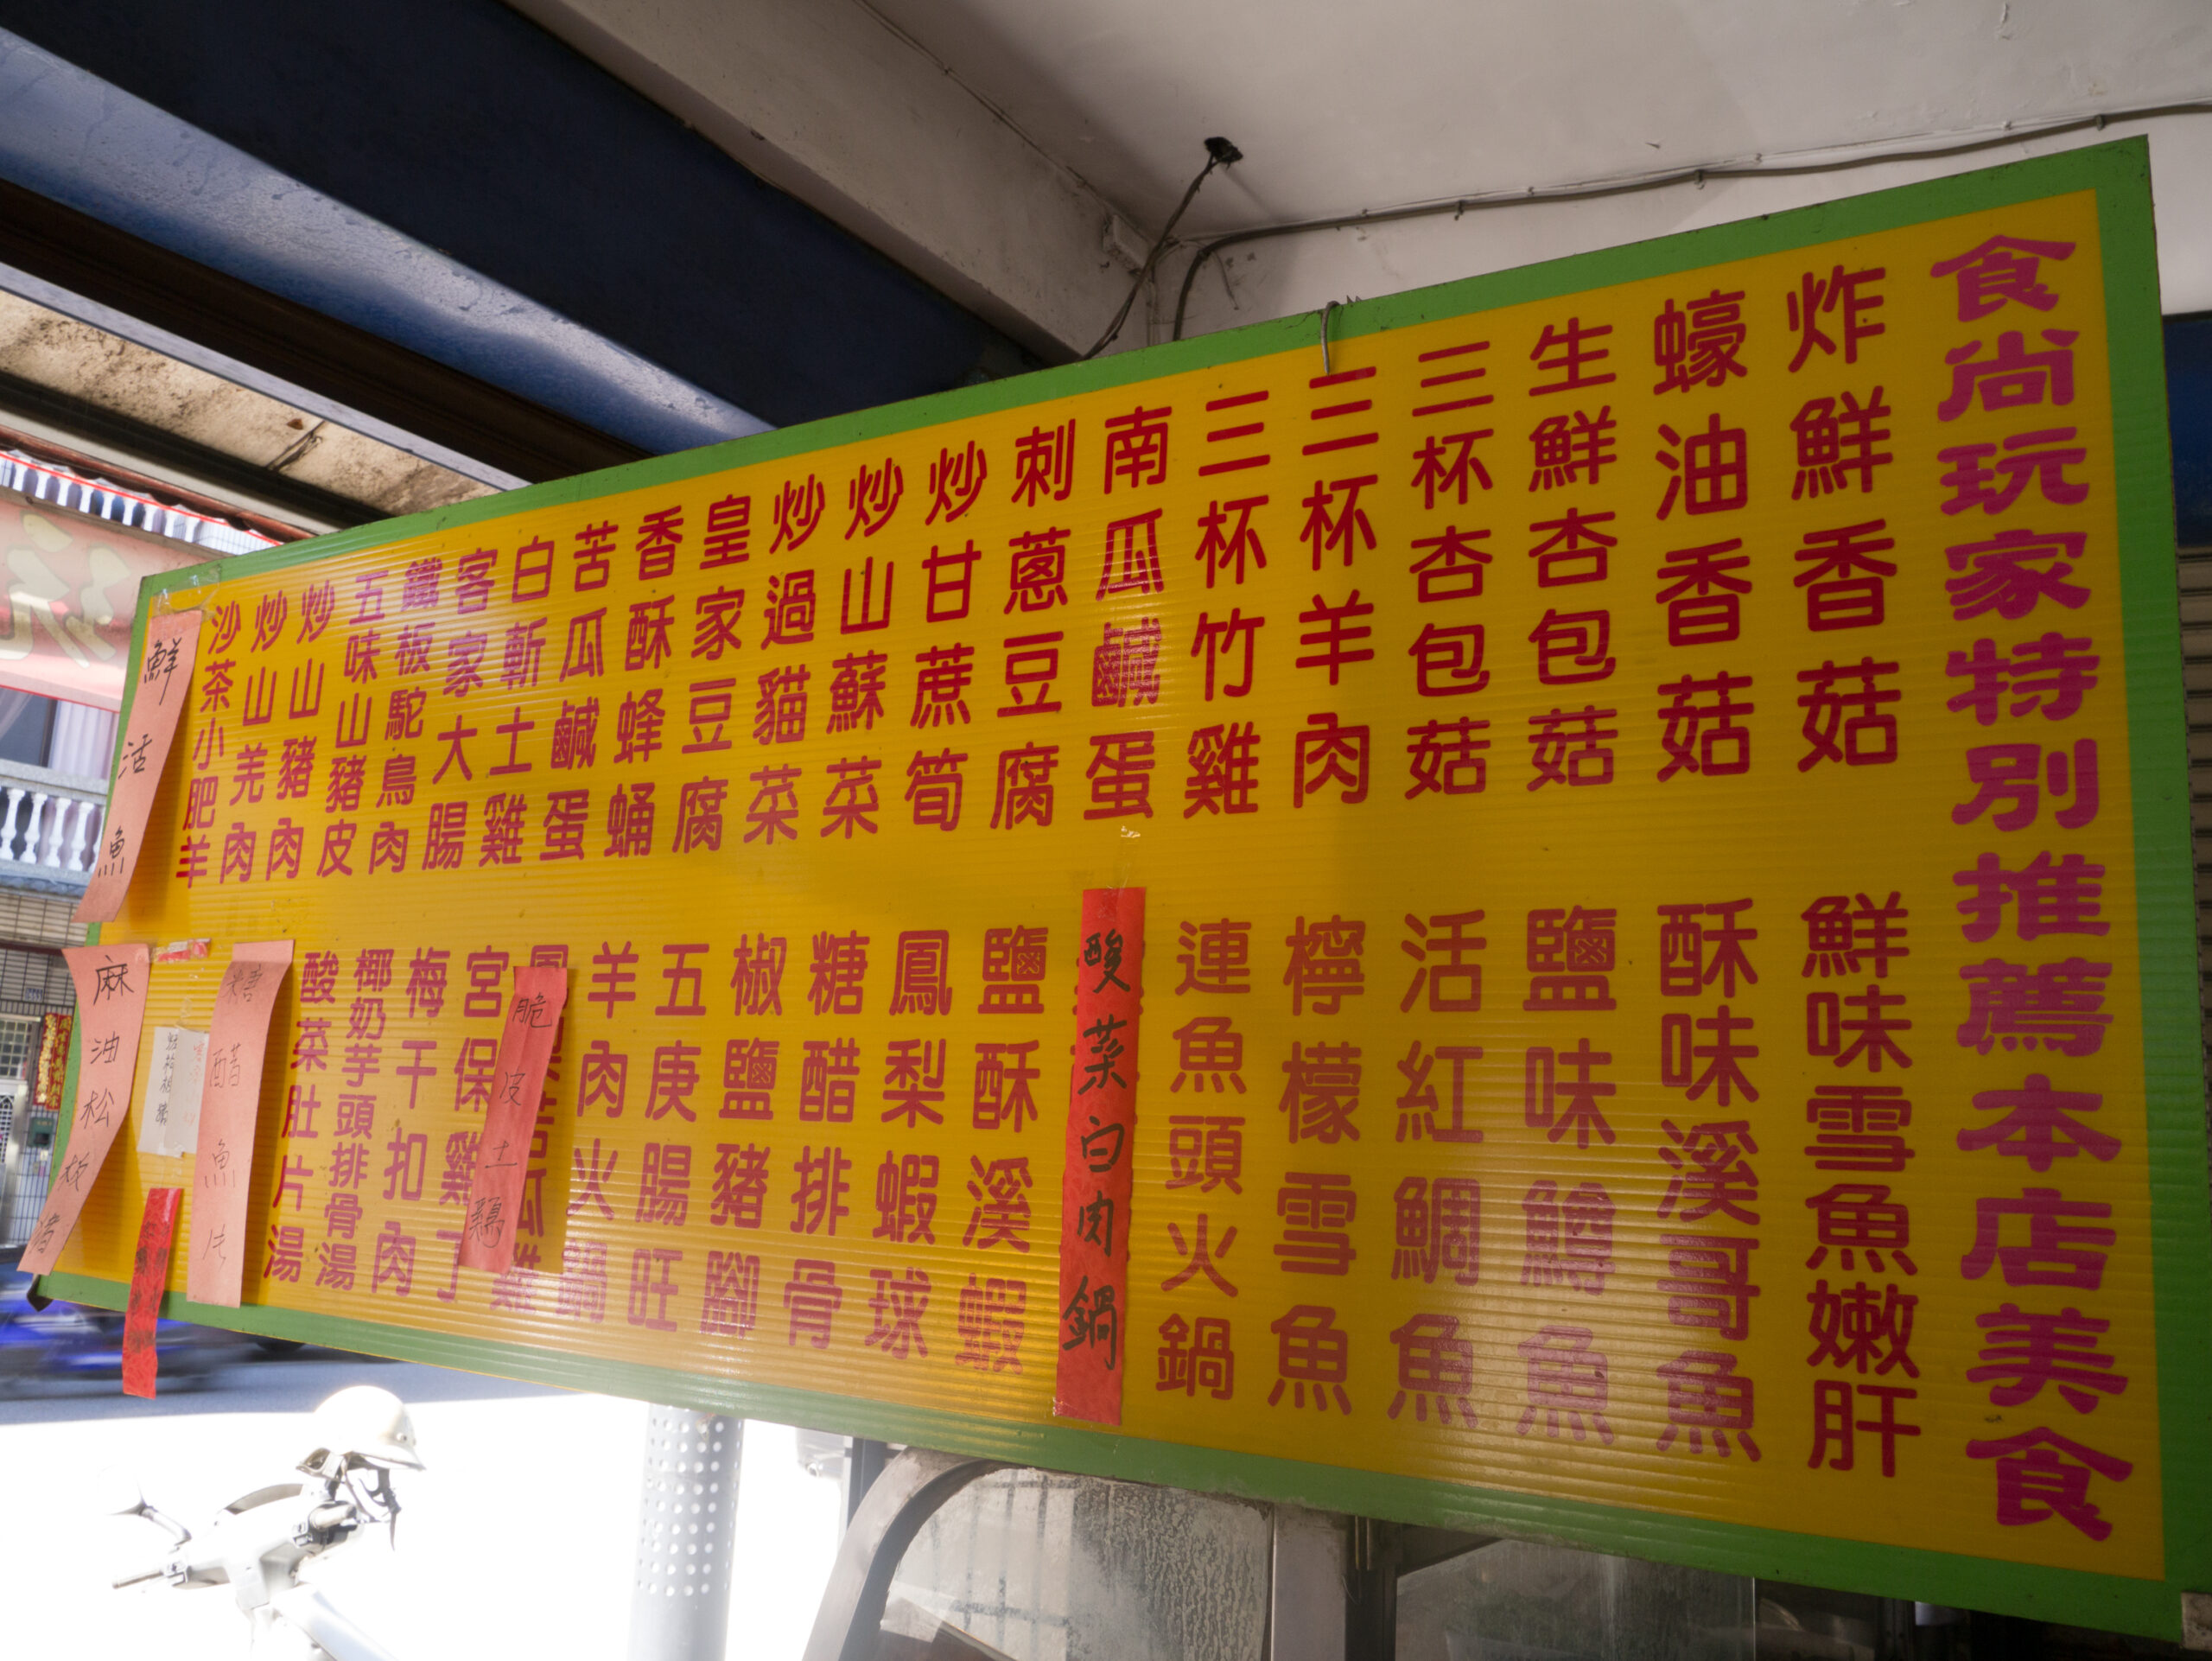 食尚玩家特別推薦本店美食
炸鮮香菇
蠔油香菇
生鮮杏包菇
三杯杏包菇
三杯羊肉
三杯竹雞
南瓜鹹蛋
刺蔥豆腐
炒甘蔗筍
炒山蘇菜
炒過貓菜
皇家豆腐
香酥蜂蛹
苦瓜鹹蛋
白斬土雞
客家大腸
鐵板駝鳥肉
五味山豬皮
炒山豬肉
炒山羌肉
沙茶小肥羊
鮮活魚
鮮味雪魚嫩肝
酥味溪哥魚
鹽味鱒魚
活紅鯛魚
檸檬雪魚
連魚頭火鍋
酸菜白肉鍋
鹽酥溪蝦
鳳梨蝦球
糖醋排骨
椒鹽豬腳
五庚腸旺
羊肉火鍋
脆皮土鷄
宮保雞丁
梅干扣肉
椰奶芋頭排骨湯
酸菜肚片湯
糖醋魚片
麻油松板猪